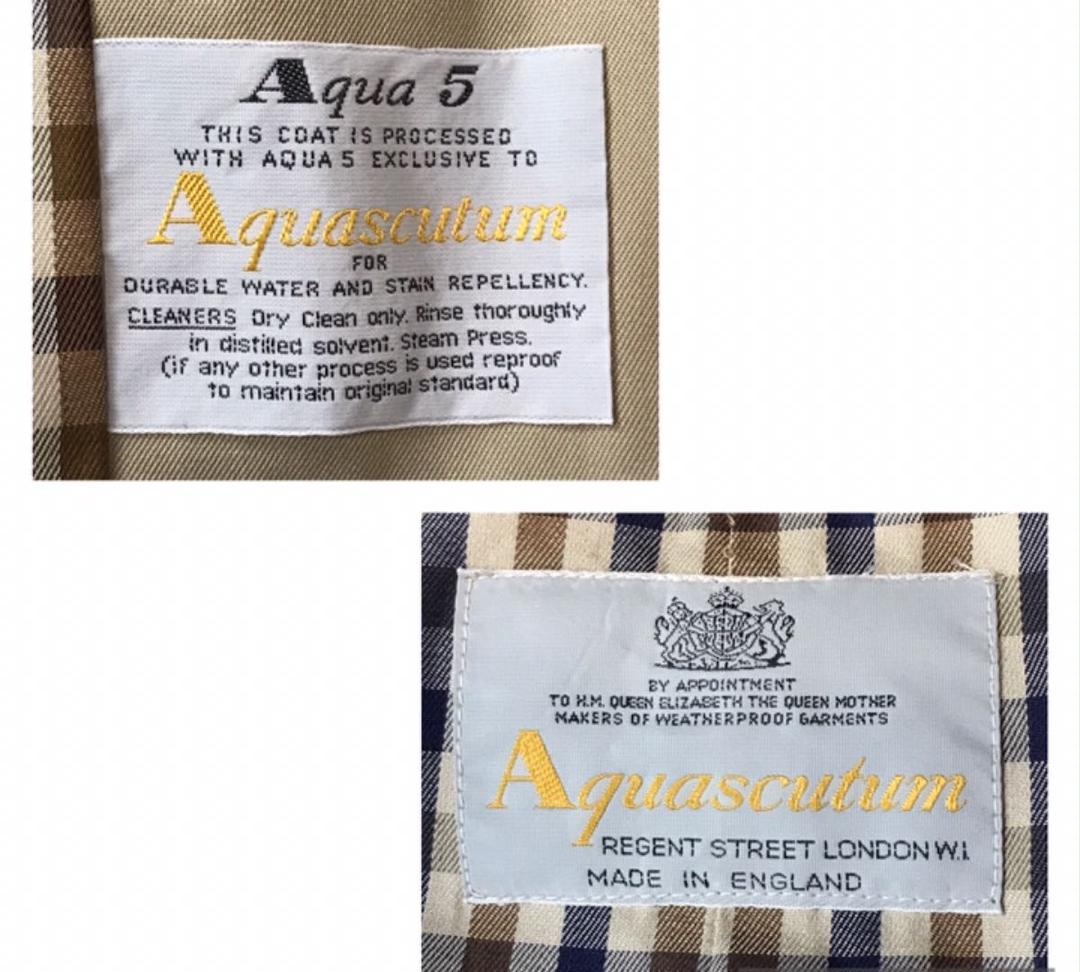 Aqua 5
THIS COAT IS PROCESSED
WITH AQUA 5 EXCLUSIVE TO
Aquascutum
FOR
DURABLE WATER AND STAIN REPELLENCY.
CLEANERS Dry Clean only. Rinse thoroughly
in distilled solvent. Steam Press.
(if any other process is used reproof
to maintain original standard)
BY APPOINTMENT
TO H.M. QUEEN ELIZABETH THE QUEEN MOTHER
MAKERS OF WEATHERPROOF GARMENTS
Aquascutum
REGENT STREET LONDON W.1.
MADE IN ENGLAND